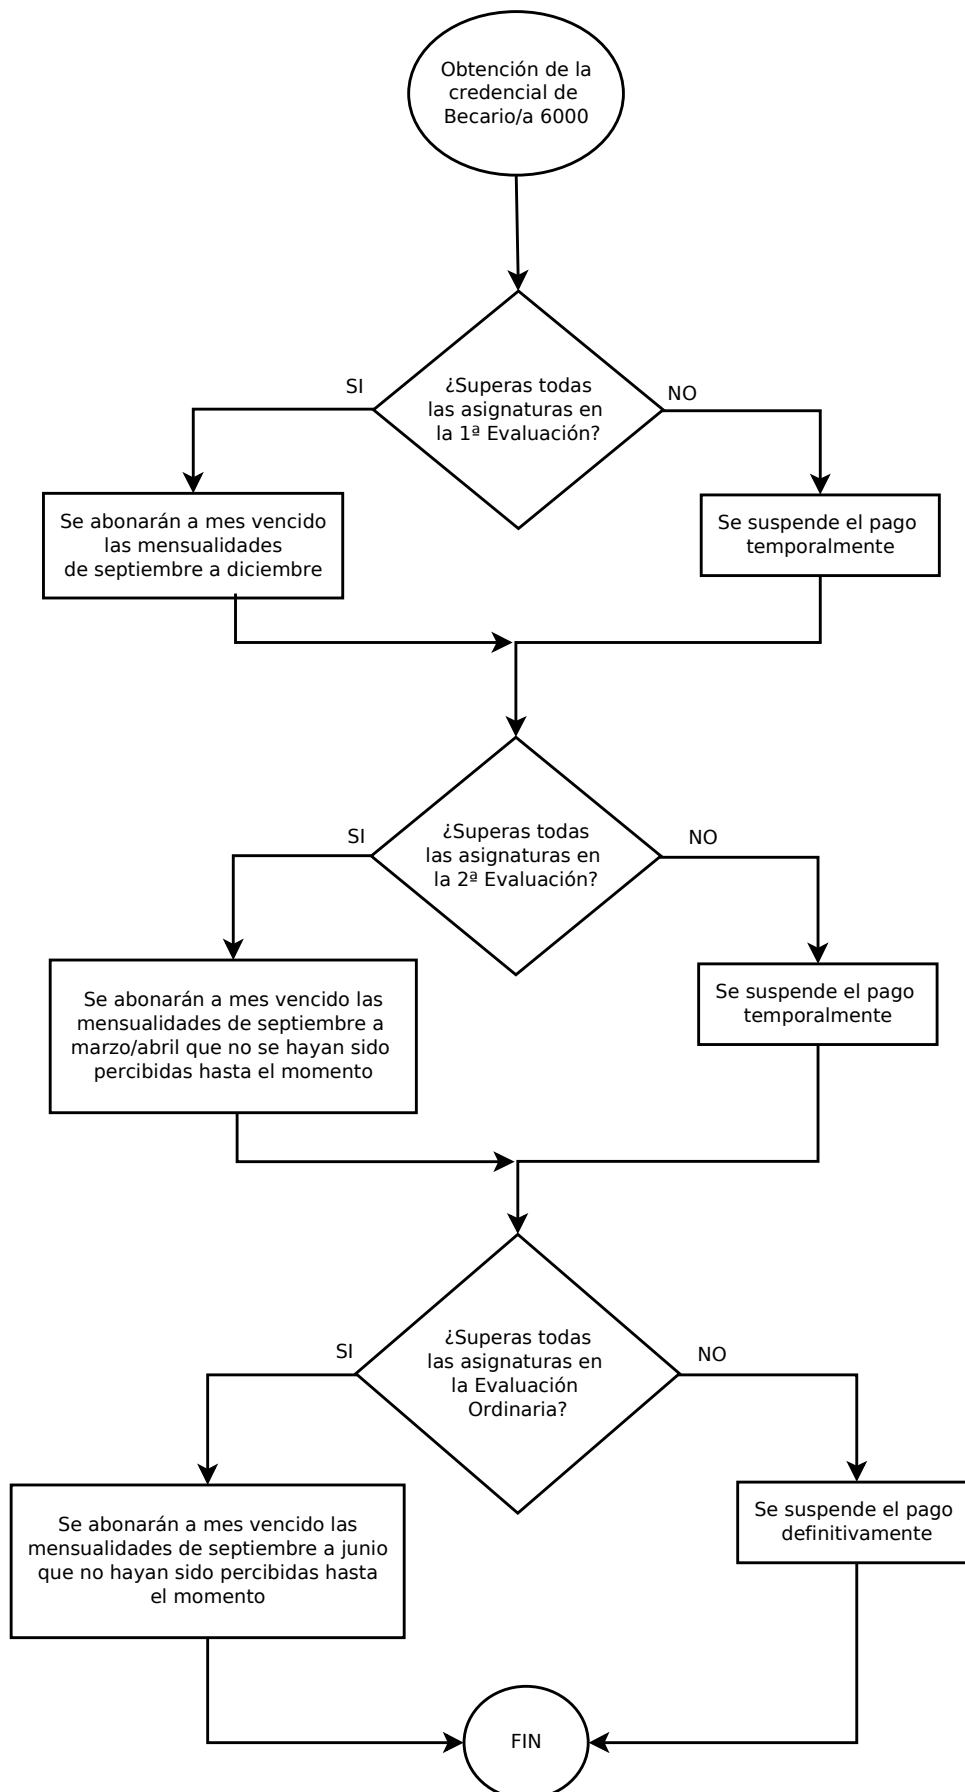 Obtención de la
credencial de
Becario/a 6000
¿Superas todas
las asignaturas en
la 1ª Evaluación?
SI
NO
Se abonarán a mes vencido
las mensualidades
de septiembre a diciembre
Se suspende el pago
temporalmente
¿Superas todas
las asignaturas en
la 2ª Evaluación?
SI
NO
Se abonarán a mes vencido las
mensualidades de septiembre a
marzo/abril que no se hayan sido
percibidas hasta el momento
Se suspende el pago
temporalmente
¿Superas todas
las asignaturas en
la Evaluación
Ordinaria?
SI
NO
Se abonarán a mes vencido las
mensualidades de septiembre a junio
que no hayan sido percibidas hasta
el momento
Se suspende el pago
definitivamente
FIN